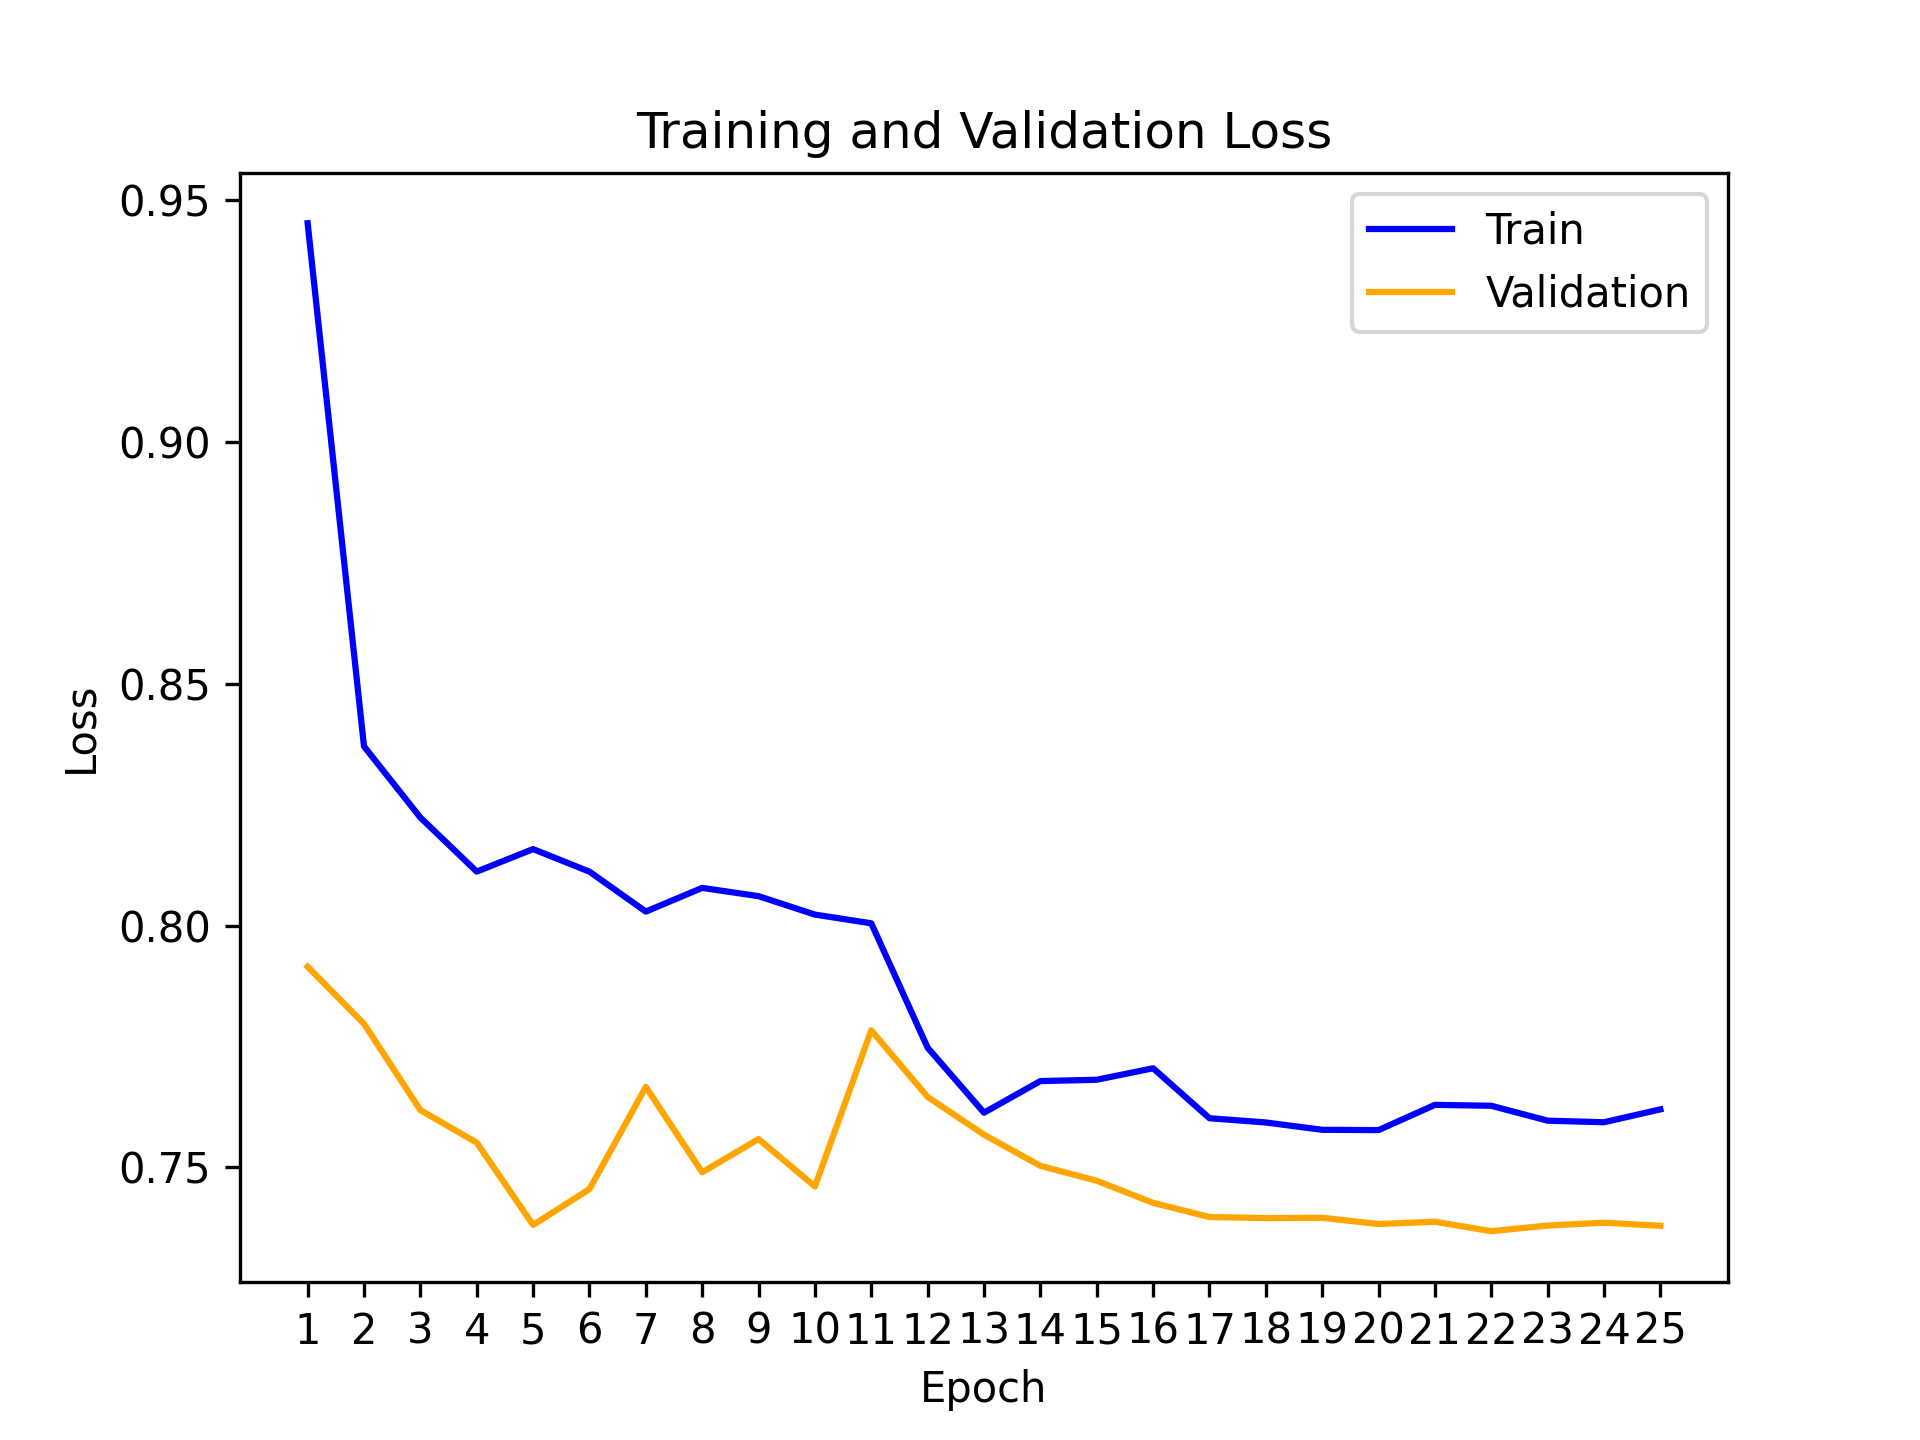 Training and Validation Loss
Train
Validation
0.95
0.90
0.85
0.80
0.75
Loss
1 2 3 4 5 6 7 8 9 10 11 12 13 14 15 16 17 18 19 20 21 22 23 24 25
Epoch